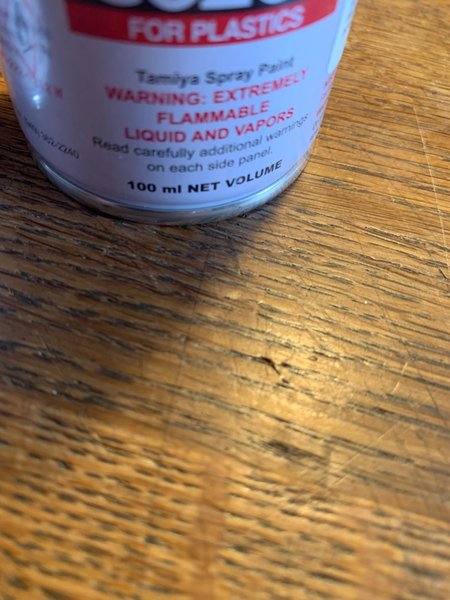 FOR PLASTICS
Tamiya Spray Paint
WARNING: EXTREMELY
FLAMMABLE
LIQUID AND VAPORS
Read carefully additional warnings
on each side panel.
100 ml NET VOLUME